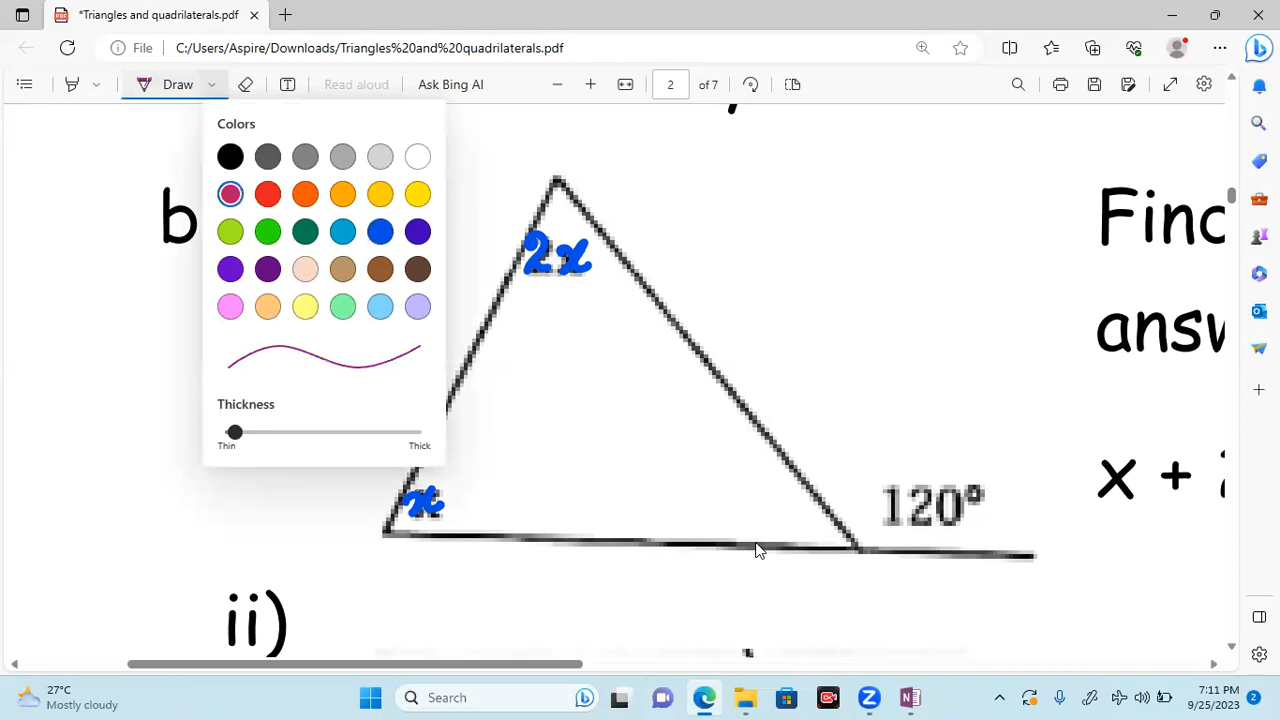 *Triangles and quadrilaterals.pdf
File C:/Users/Aspire/Downloads/Triangles%20and%20quadrilaterals.pdf
Draw Read aloud Ask Bing AI 2 of 7
Colors
b
2x
Thickness
Thin Thick
x
120°
x +
ii)
27°C
Mostly cloudy
Search
7:11 PM
9/25/2023
2